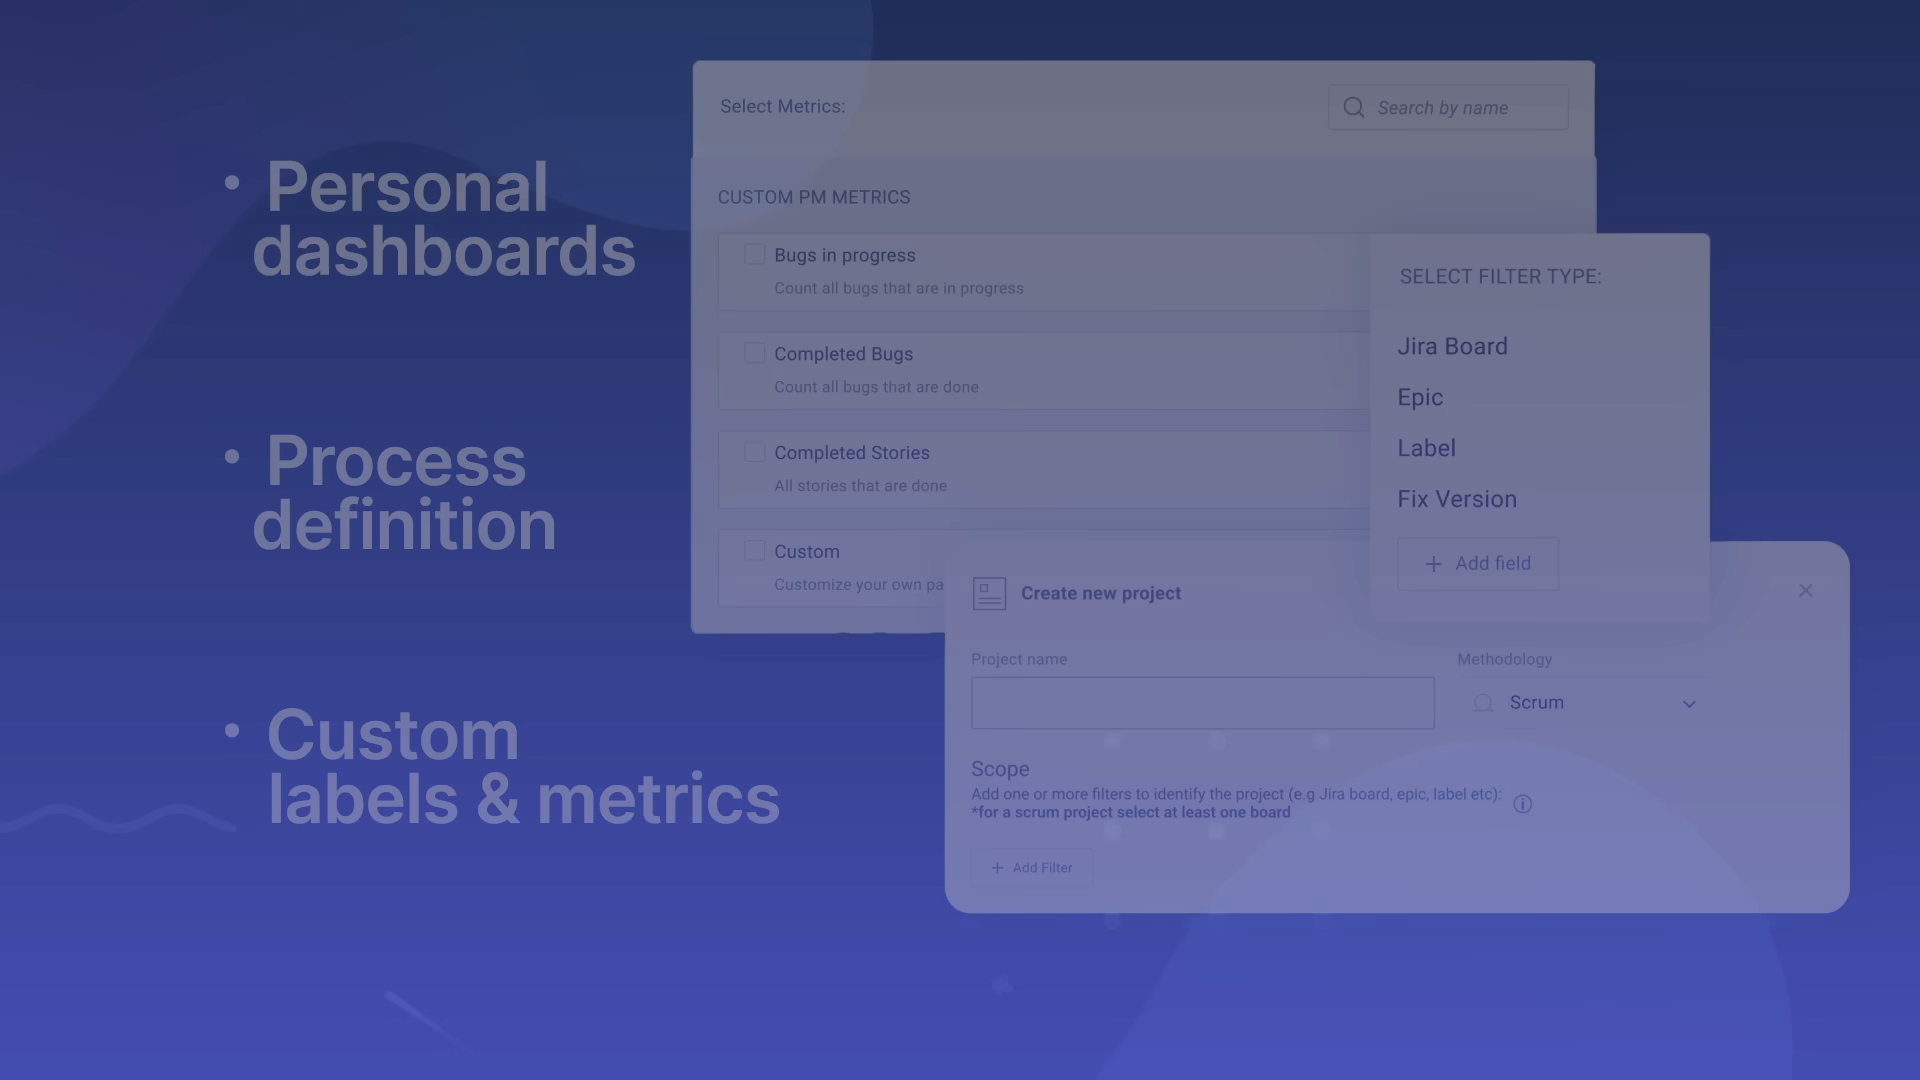 • Personal
dashboards
• Process
definition
• Custom
labels & metrics
Select Metrics:
Search by name
CUSTOM PM METRICS
Bugs in progress
Count all bugs that are in progress
Completed Bugs
Count all bugs that are done
Completed Stories
All stories that are done
Custom
Customize your own pa
SELECT FILTER TYPE:
Jira Board
Epic
Label
Fix Version
+ Add field
Create new project
Project name
Methodology
Scrum
Scope
Add one or more filters to identify the project (e.g Jira board, epic, label etc):
*for a scrum project select at least one board
+ Add Filter